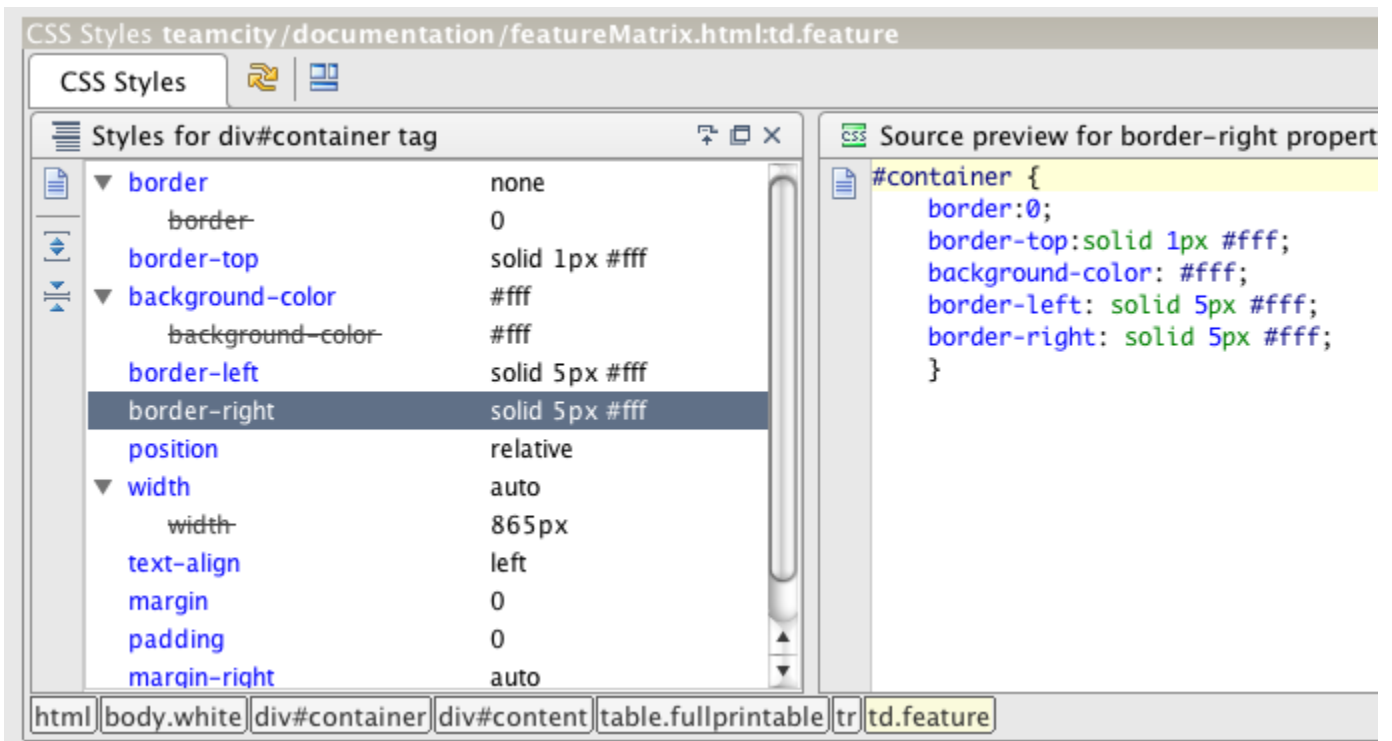 CSS Styles teamcity/documentation/featureMatrix.html:td.feature
CSS Styles
Styles for div#container tag
border none
border 0
border-top solid 1px #fff
background-color #fff
background-color #fff
border-left solid 5px #fff
border-right solid 5px #fff
position relative
width auto
width 865px
text-align left
margin 0
padding 0
margin-right auto
CSS Source preview for border-right propert
#container {
border:0;
border-top:solid 1px #fff;
background-color: #fff;
border-left: solid 5px #fff;
border-right: solid 5px #fff;
}
html body.white div#container div#content table.fullprintable tr td.feature